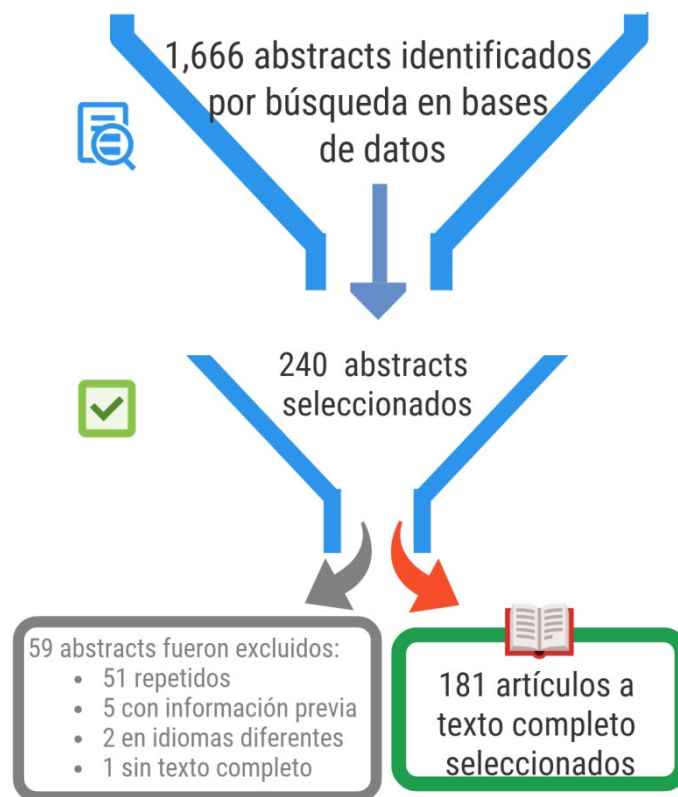 1,666 abstracts identificados
por búsqueda en bases
de datos
240 abstracts
seleccionados
59 abstracts fueron excluidos:
• 51 repetidos
• 5 con información previa
• 2 en idiomas diferentes
• 1 sin texto completo
181 artículos a
texto completo
seleccionados